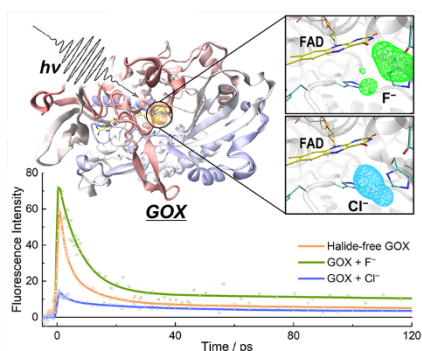 hν
GOX
FAD
F⁻
FAD
Cl⁻
Fluorescence Intensity
80
60
40
20
0
Halide-free GOX
GOX + F⁻
GOX + Cl⁻
0 40 80 120
Time / ps